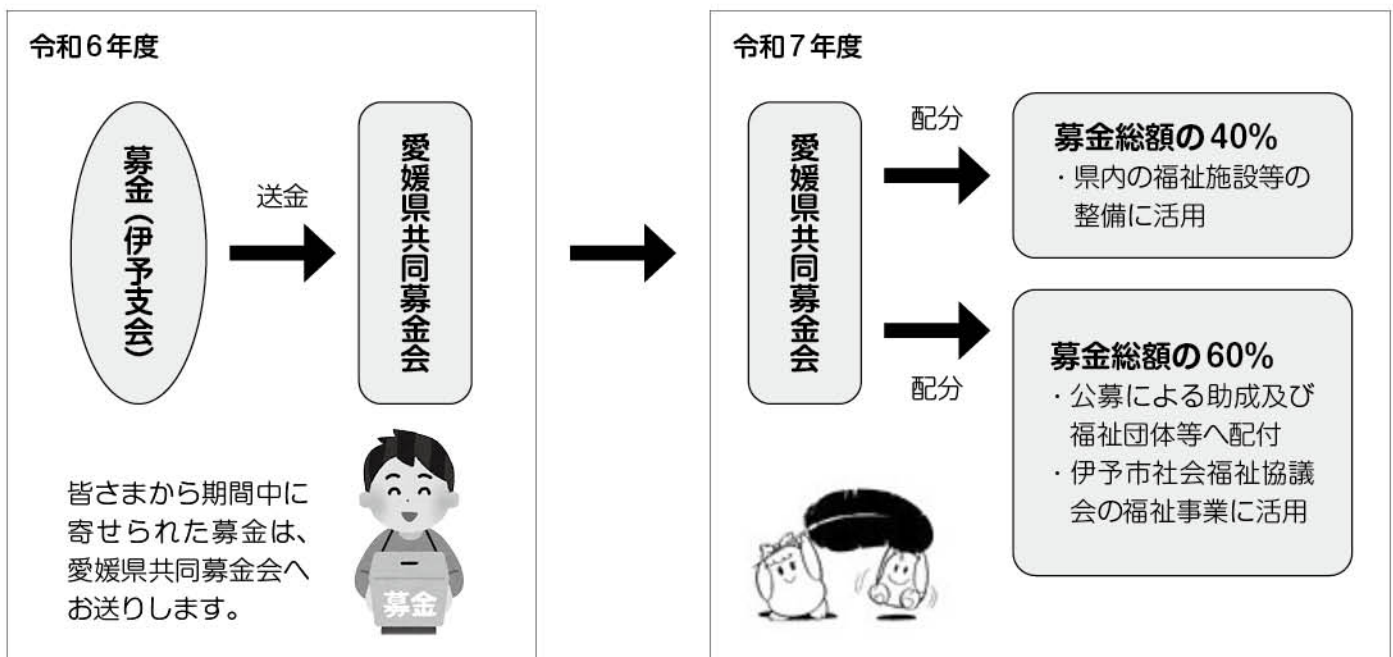 令和6年度
募金（伊予支会）
送金
愛媛県共同募金会
皆さまから期間中に
寄せられた募金は、
愛媛県共同募金会へ
お送りします。
募金
令和7年度
愛媛県共同募金会
配分
募金総額の40%
・県内の福祉施設等の
整備に活用
配分
募金総額の60%
・公募による助成及び
福祉団体等へ配付
・伊予市社会福祉協議
会の福祉事業に活用